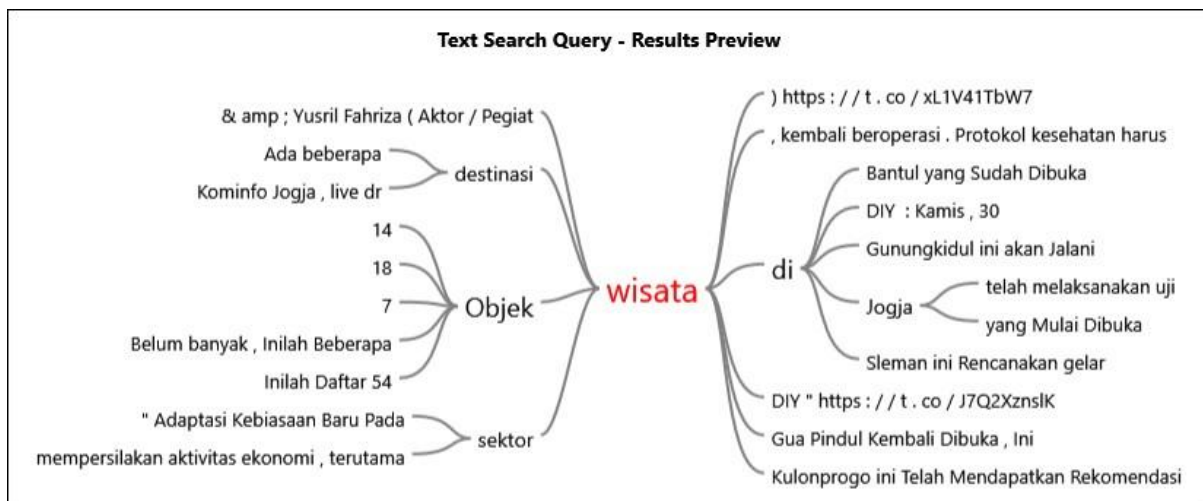 Text Search Query - Results Preview
& amp ; Yusril Fahriza ( Aktor / Pegiat
Ada beberapa
Kominfo Jogja , live dr
destinasi
14
18
7
Belum banyak , Inilah Beberapa
Inilah Daftar 54
Objek
" Adaptasi Kebiasaan Baru Pada
mempersilakan aktivitas ekonomi , terutama
sektor
wisata
) https : / / t . co / xL1V41TbW7
, kembali beroperasi . Protokol kesehatan harus
di
Bantul yang Sudah Dibuka
DIY : Kamis , 30
Gunungkidul ini akan Jalani
Jogja
telah melaksanakan uji
yang Mulai Dibuka
Sleman ini Rencanakan gelar
DIY " https : / / t . co / J7Q2XznslK
Gua Pindul Kembali Dibuka , Ini
Kulonprogo ini Telah Mendapatkan Rekomendasi